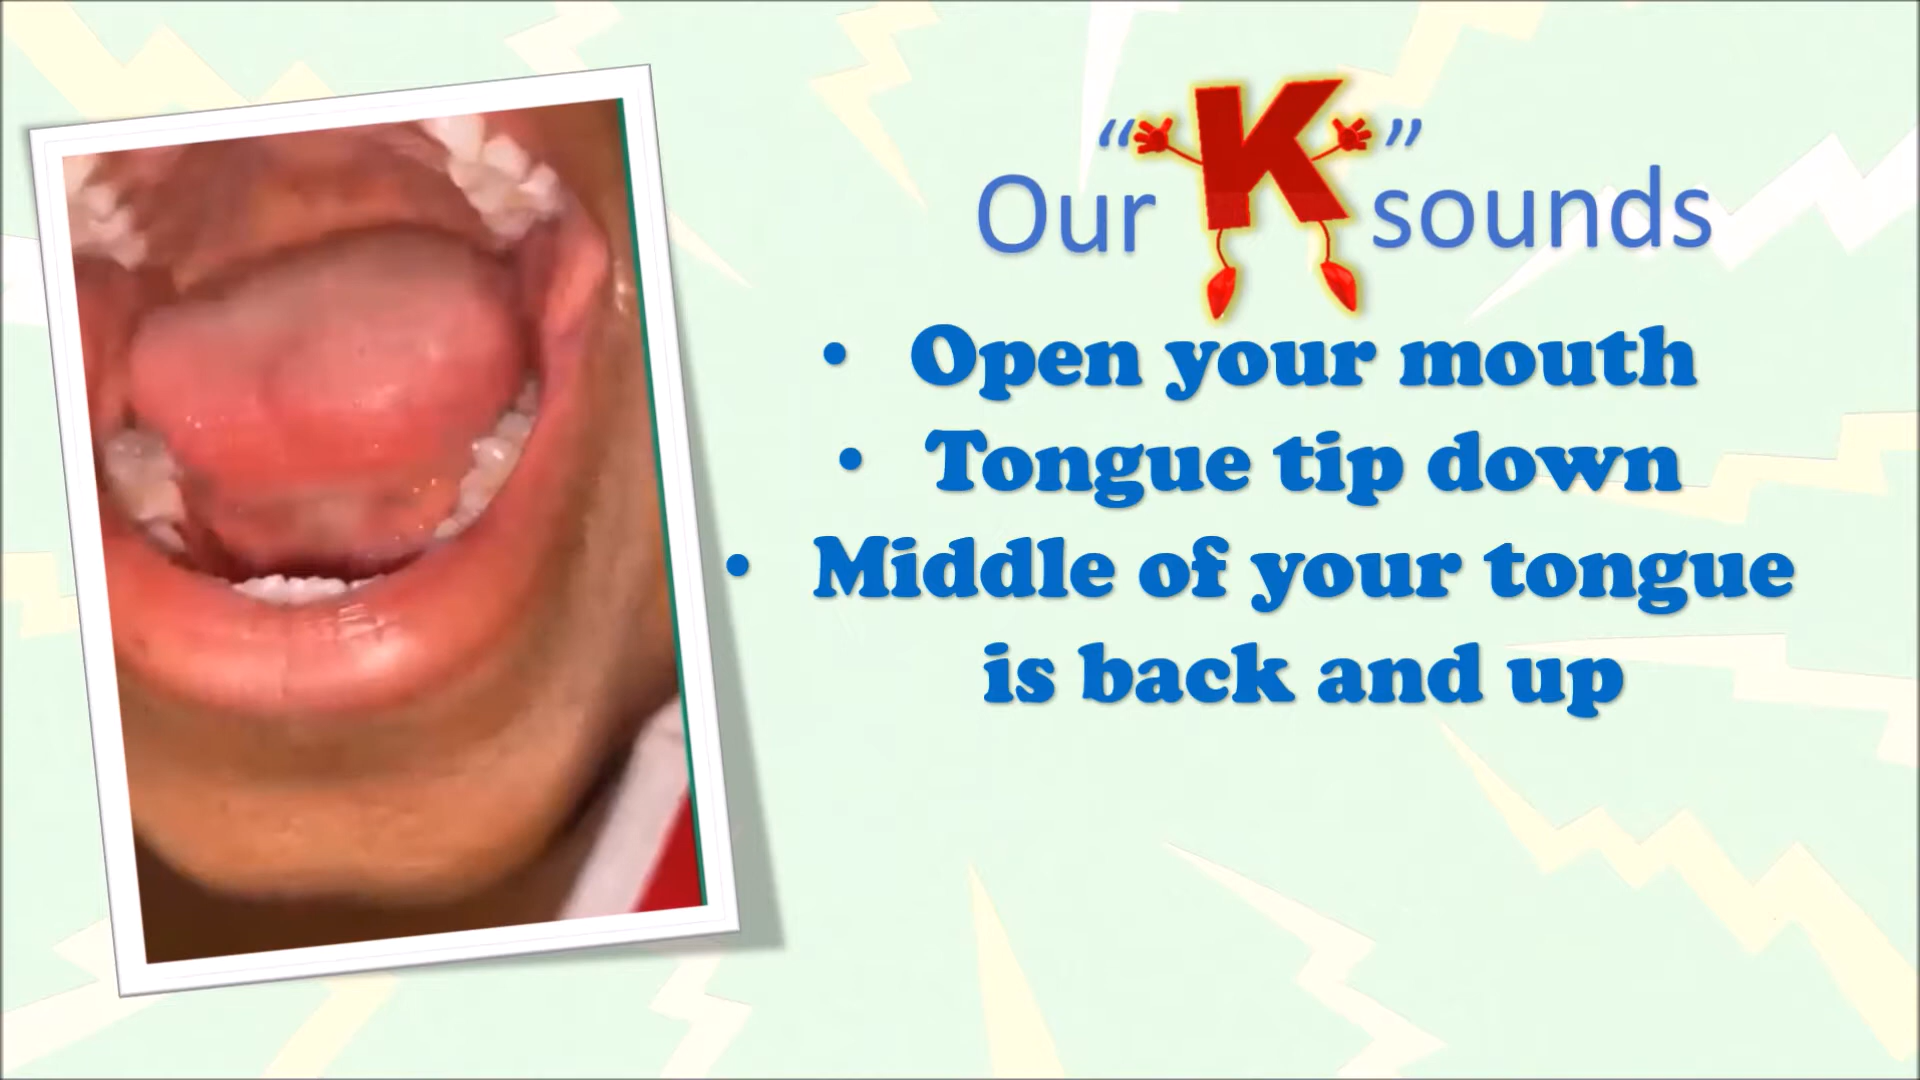 Our “K” sounds
• Open your mouth
• Tongue tip down
• Middle of your tongue
is back and up